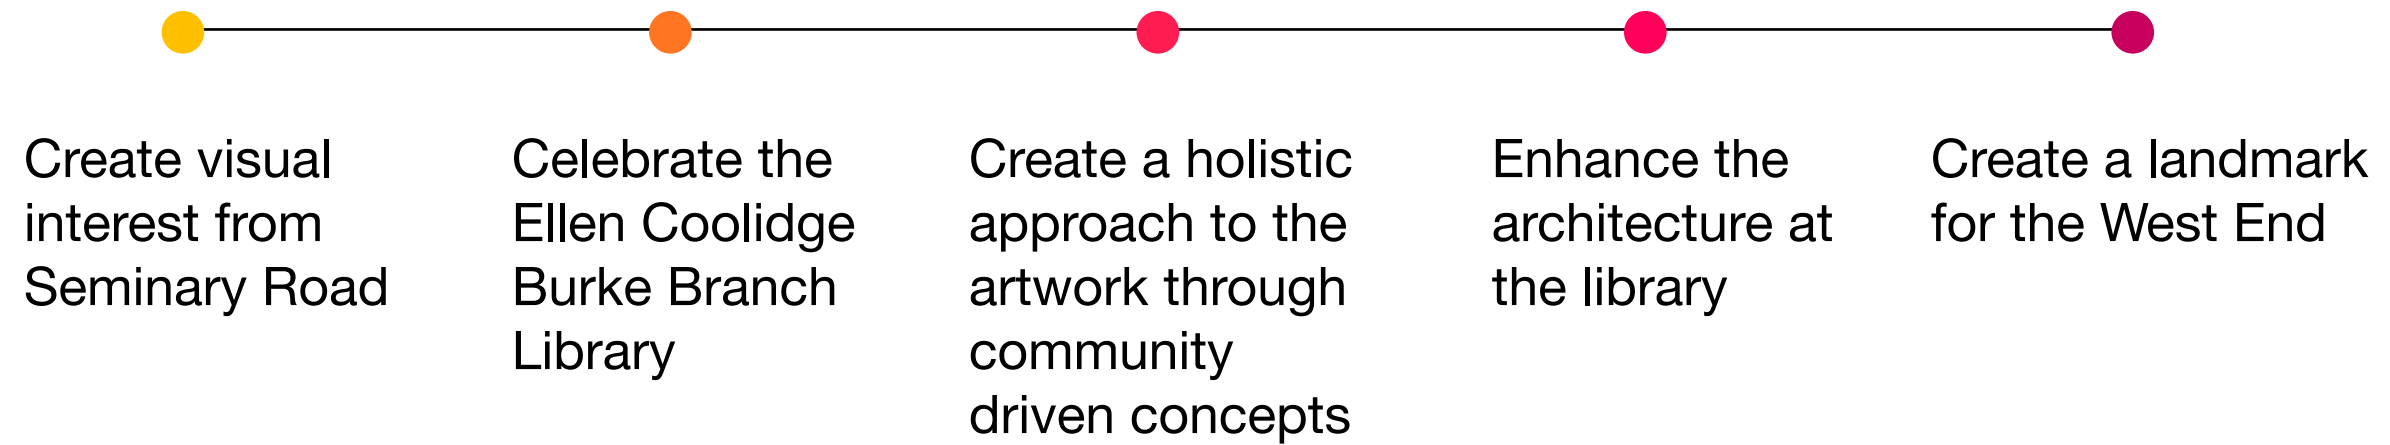 Create visual
interest from
Seminary Road
Celebrate the
Ellen Coolidge
Burke Branch
Library
Create a holistic
approach to the
artwork through
community
driven concepts
Enhance the
architecture at
the library
Create a landmark
for the West End